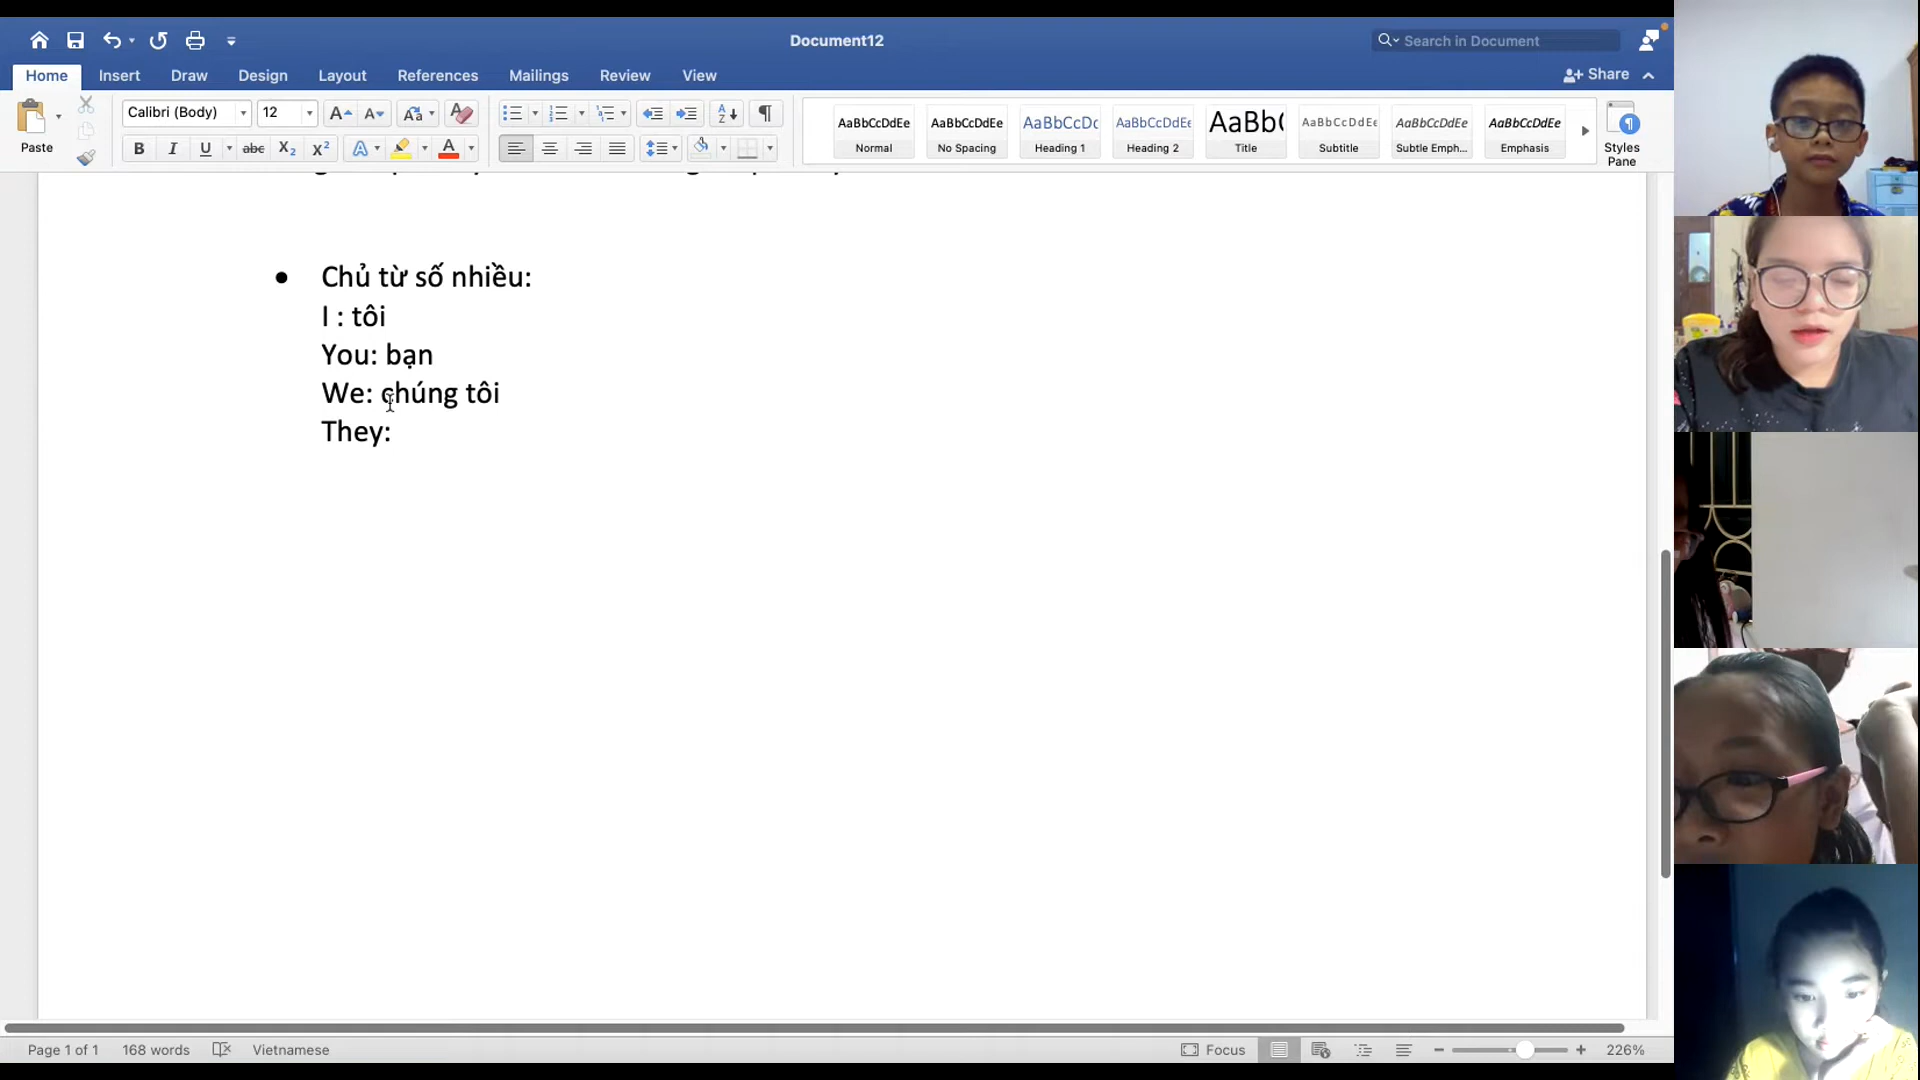 Document12
Search in Document
Home Insert Draw Design Layout References Mailings Review View
Share
Paste
Calibri (Body) 12
AaBbCcDdEe AaBbCcDdEe AaBbCcDc AaBbCcDdEe AaBb( AaBbCcDdEe AaBbCcDdEe AaBbCcDdEe
Normal No Spacing Heading 1 Heading 2 Title Subtitle Subtle Emph... Emphasis
Styles
Pane
• Chủ từ số nhiều:
I : tôi
You: bạn
We: chúng tôi
They:
Page 1 of 1 168 words Vietnamese
Focus 226%